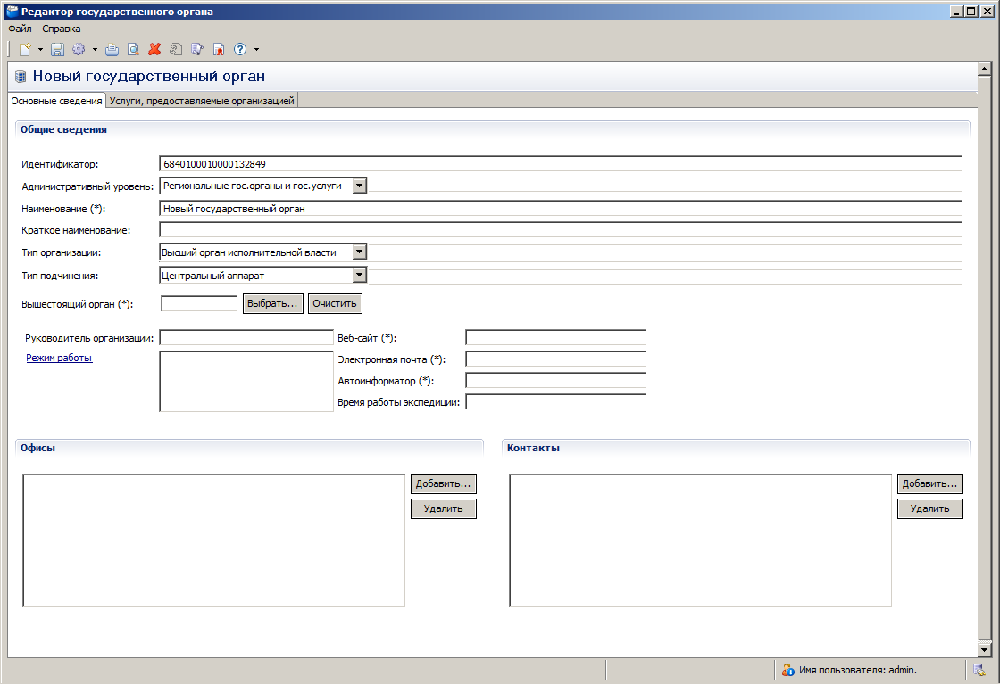 Редактор государственного органа
Файл Справка
Новый государственный орган
Основные сведения Услуги, предоставляемые организацией
Общие сведения
Идентификатор: 6840100010000132849
Административный уровень: Региональные гос.органы и гос.услуги
Наименование (*): Новый государственный орган
Краткое наименование:
Тип организации: Высший орган исполнительной власти
Тип подчинения: Центральный аппарат
Вышестоящий орган (*): Выбрать... Очистить
Руководитель организации: Веб-сайт (*):
Режим работы Электронная почта (*):
Автоинформатор (*):
Время работы экспедиции:
Офисы Контакты
Добавить... Добавить...
Удалить Удалить
Имя пользователя: admin.